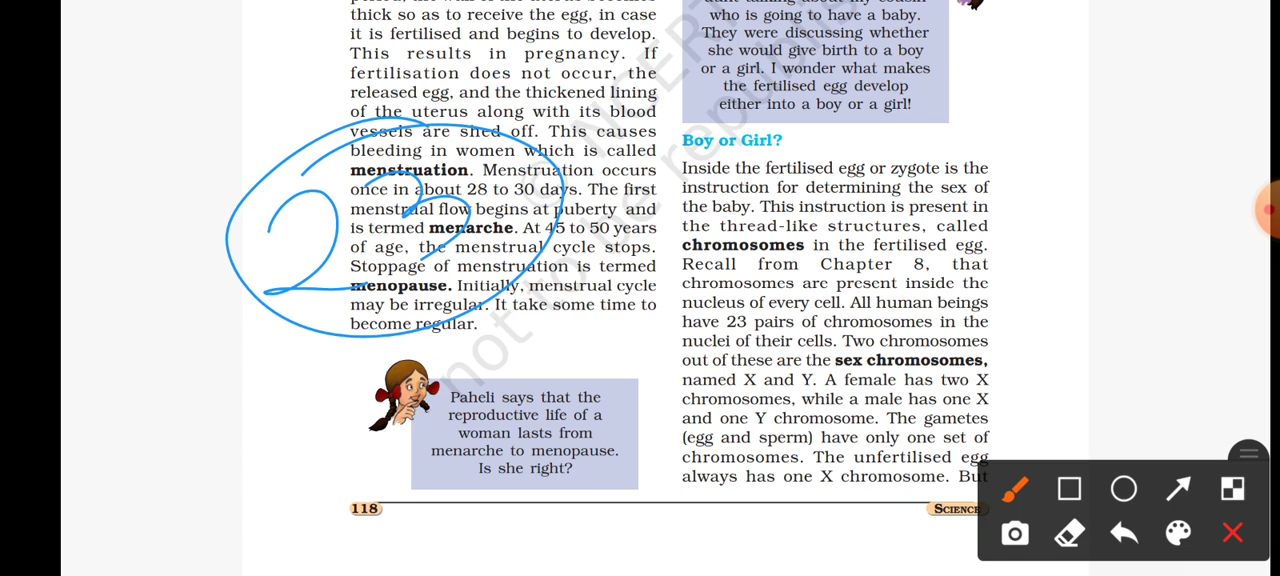 thick so as to receive the egg, in case
it is fertilised and begins to develop.
This results in pregnancy. If
fertilisation does not occur, the
released egg, and the thickened lining
of the uterus along with its blood
vessels are shed off. This causes
bleeding in women which is called
menstruation. Menstruation occurs
once in about 28 to 30 days. The first
menstrual flow begins at puberty and
is termed menarche. At 45 to 50 years
of age, the menstrual cycle stops.
Stoppage of menstruation is termed
menopause. Initially, menstrual cycle
may be irregular. It take some time to
become regular.
23
Paheli says that the
reproductive life of a
woman lasts from
menarche to menopause.
Is she right?
who is going to have a baby.
They were discussing whether
she would give birth to a boy
or a girl. I wonder what makes
the fertilised egg develop
either into a boy or a girl!
Boy or Girl?
Inside the fertilised egg or zygote is the
instruction for determining the sex of
the baby. This instruction is present in
the thread-like structures, called
chromosomes in the fertilised egg.
Recall from Chapter 8, that
chromosomes are present inside the
nucleus of every cell. All human beings
have 23 pairs of chromosomes in the
nuclei of their cells. Two chromosomes
out of these are the sex chromosomes,
named X and Y. A female has two X
chromosomes, while a male has one X
and one Y chromosome. The gametes
(egg and sperm) have only one set of
chromosomes. The unfertilised egg
always has one X chromosome. But
118
SCIENCE
© NCERT
not to be republis